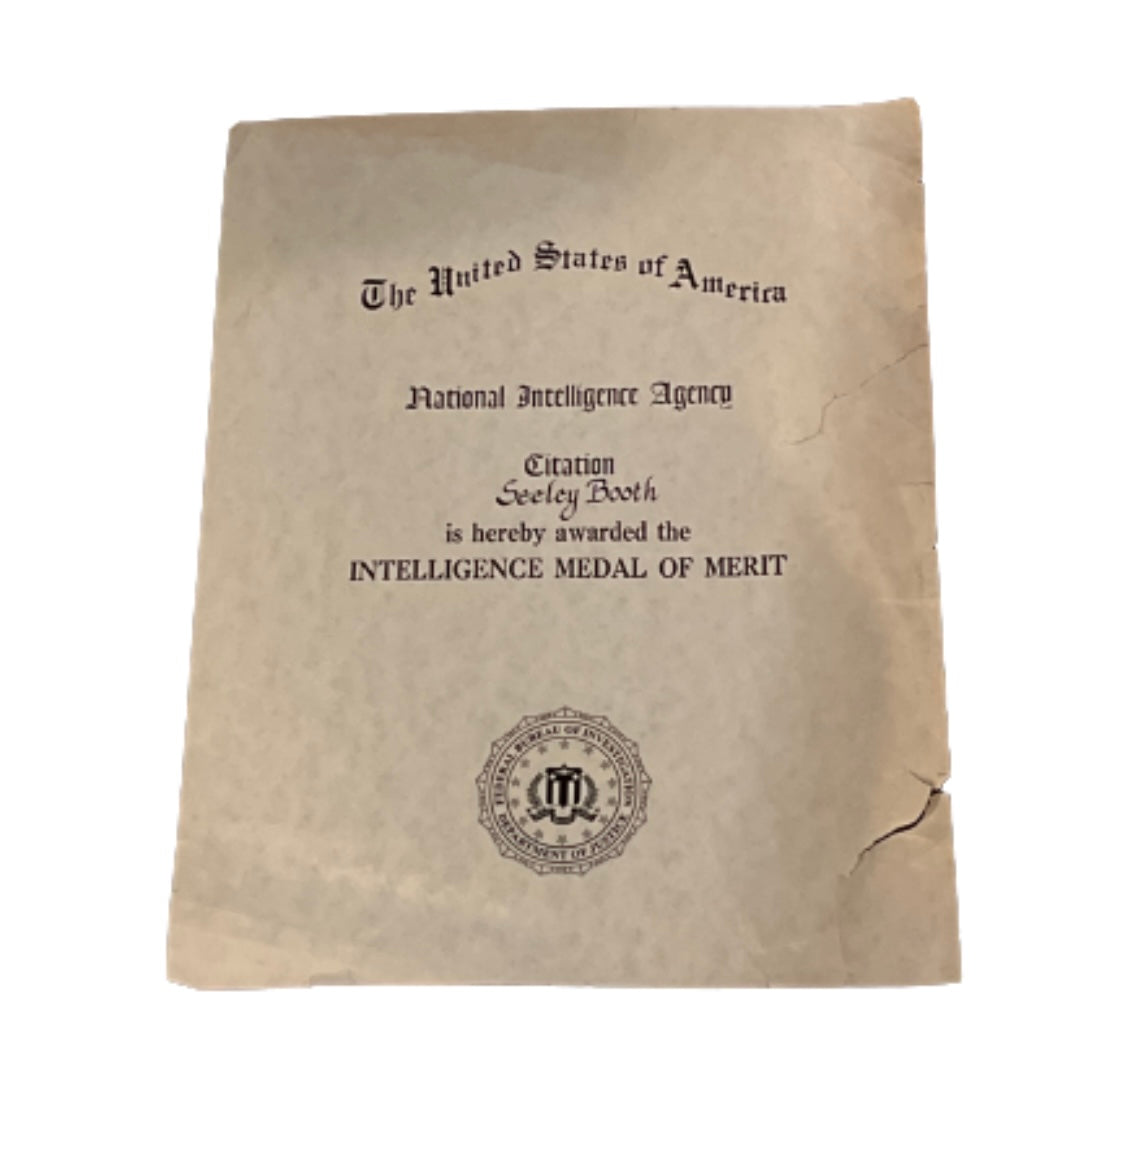 The United States of America
National Intelligence Agency
Citation
Seeley Booth
is hereby awarded the
INTELLIGENCE MEDAL OF MERIT
FEDERAL BUREAU OF INVESTIGATION
DEPARTMENT OF JUSTICE